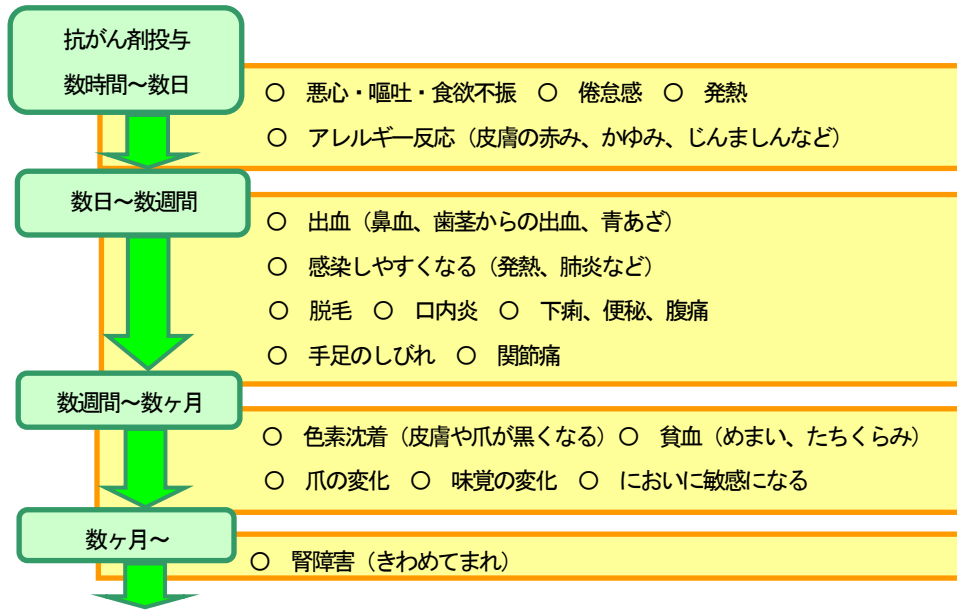 抗がん剤投与
数時間~数日
○ 悪心・嘔吐・食欲不振 ○ 倦怠感 ○ 発熱
○ アレルギー反応(皮膚の赤み、かゆみ、じんましんなど)
数日~数週間
○ 出血(鼻血、歯茎からの出血、青あざ)
○ 感染しやすくなる(発熱、肺炎など)
○ 脱毛 ○ 口内炎 ○ 下痢、便秘、腹痛
○ 手足のしびれ ○ 関節痛
数週間~数ヶ月
○ 色素沈着(皮膚や爪が黒くなる)○ 貧血(めまい、たちくらみ)
○ 爪の変化 ○ 味覚の変化 ○ においに敏感になる
数ヶ月~
○ 腎障害(きわめてまれ)